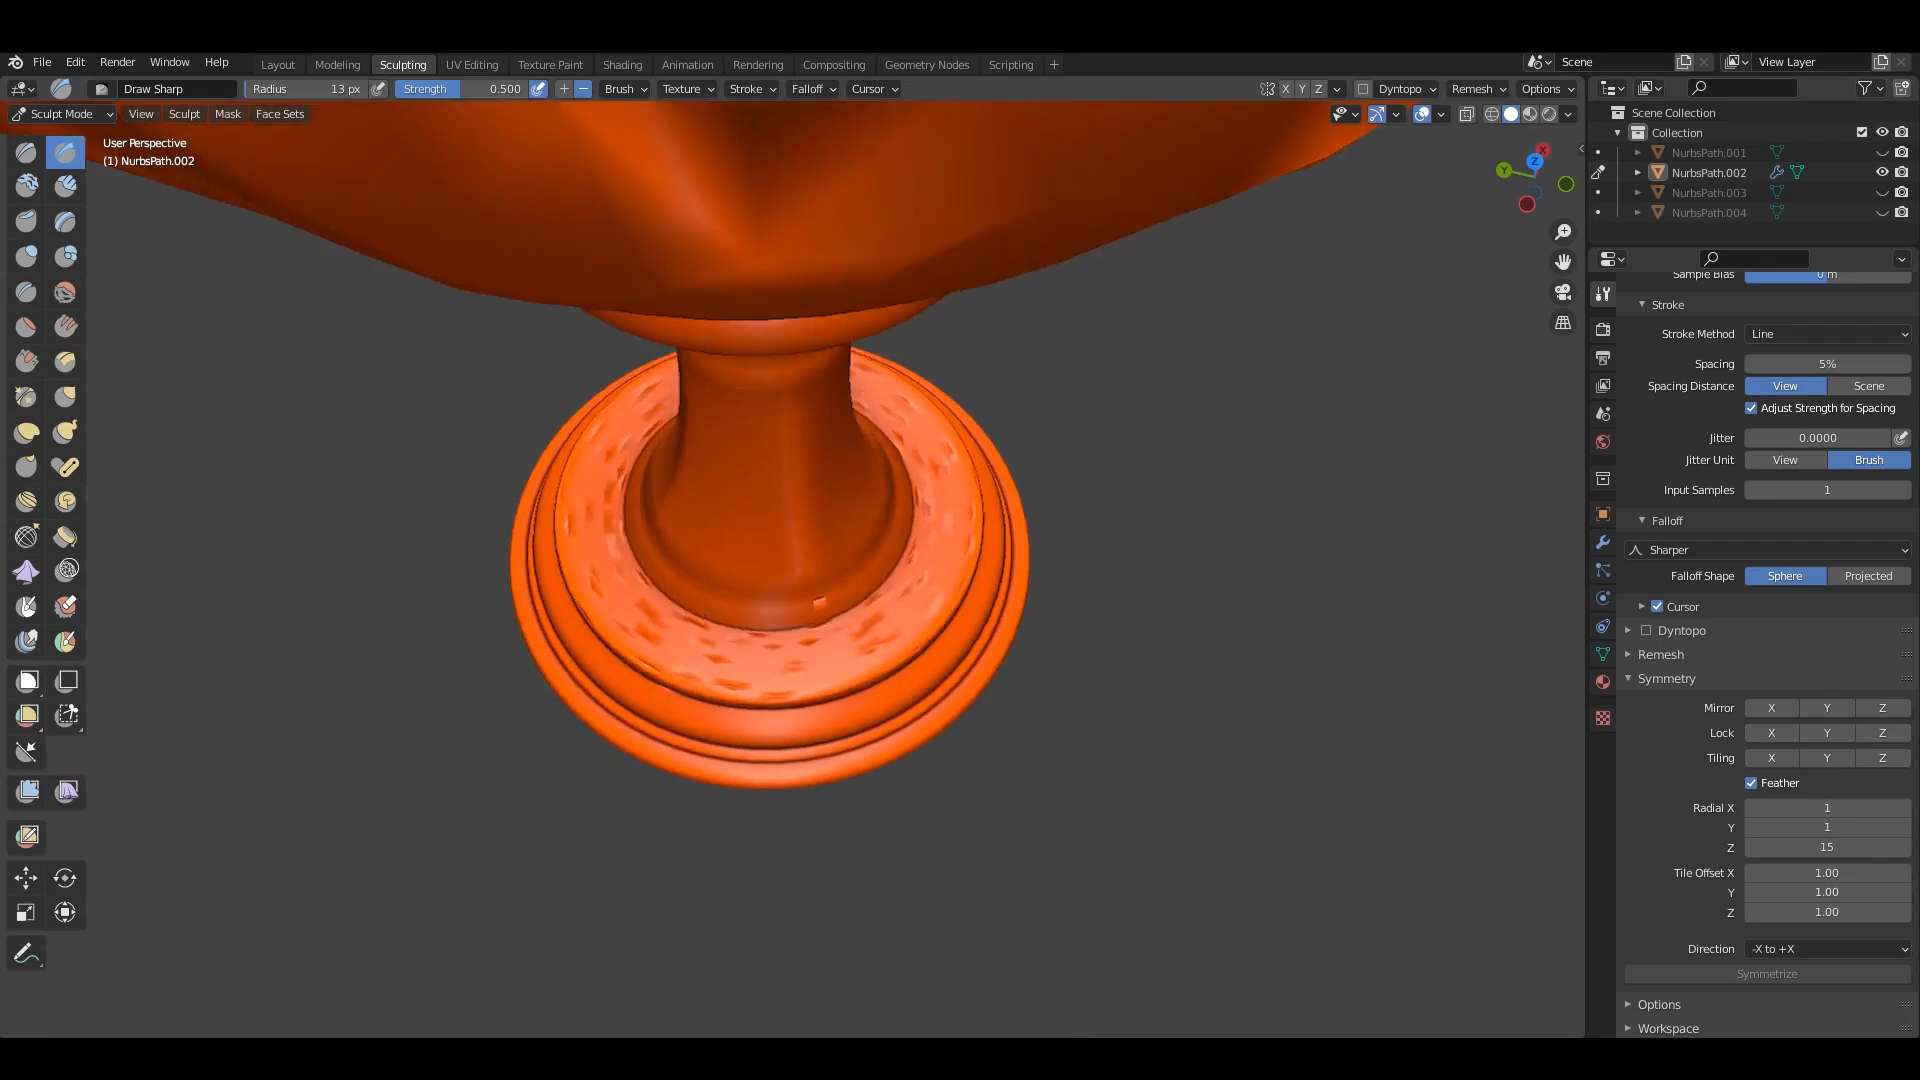 File Edit Render Window Help Layout Modeling Sculpting UV Editing Texture Paint Shading Animation Rendering Compositing Geometry Nodes Scripting + Scene View Layer
Draw Sharp Radius 13 px Strength 0.500 + − Brush Texture Stroke Falloff Cursor X Y Z Dyntopo Remesh Options
Sculpt Mode View Sculpt Mask Face Sets
User Perspective
(1) NurbsPath.002
X
Y
Z
Scene Collection
Collection
NurbsPath.001
NurbsPath.002
NurbsPath.003
NurbsPath.004
Sample Bias 0 m
Stroke
Stroke Method Line
Spacing 5%
Spacing Distance View Scene
Adjust Strength for Spacing
Jitter 0.0000
Jitter Unit View Brush
Input Samples 1
Falloff
Sharper
Falloff Shape Sphere Projected
Cursor
Dyntopo
Remesh
Symmetry
Mirror X Y Z
Lock X Y Z
Tiling X Y Z
Feather
Radial X 1
Y 1
Z 15
Tile Offset X 1.00
Y 1.00
Z 1.00
Direction -X to +X
Symmetrize
Options
Workspace